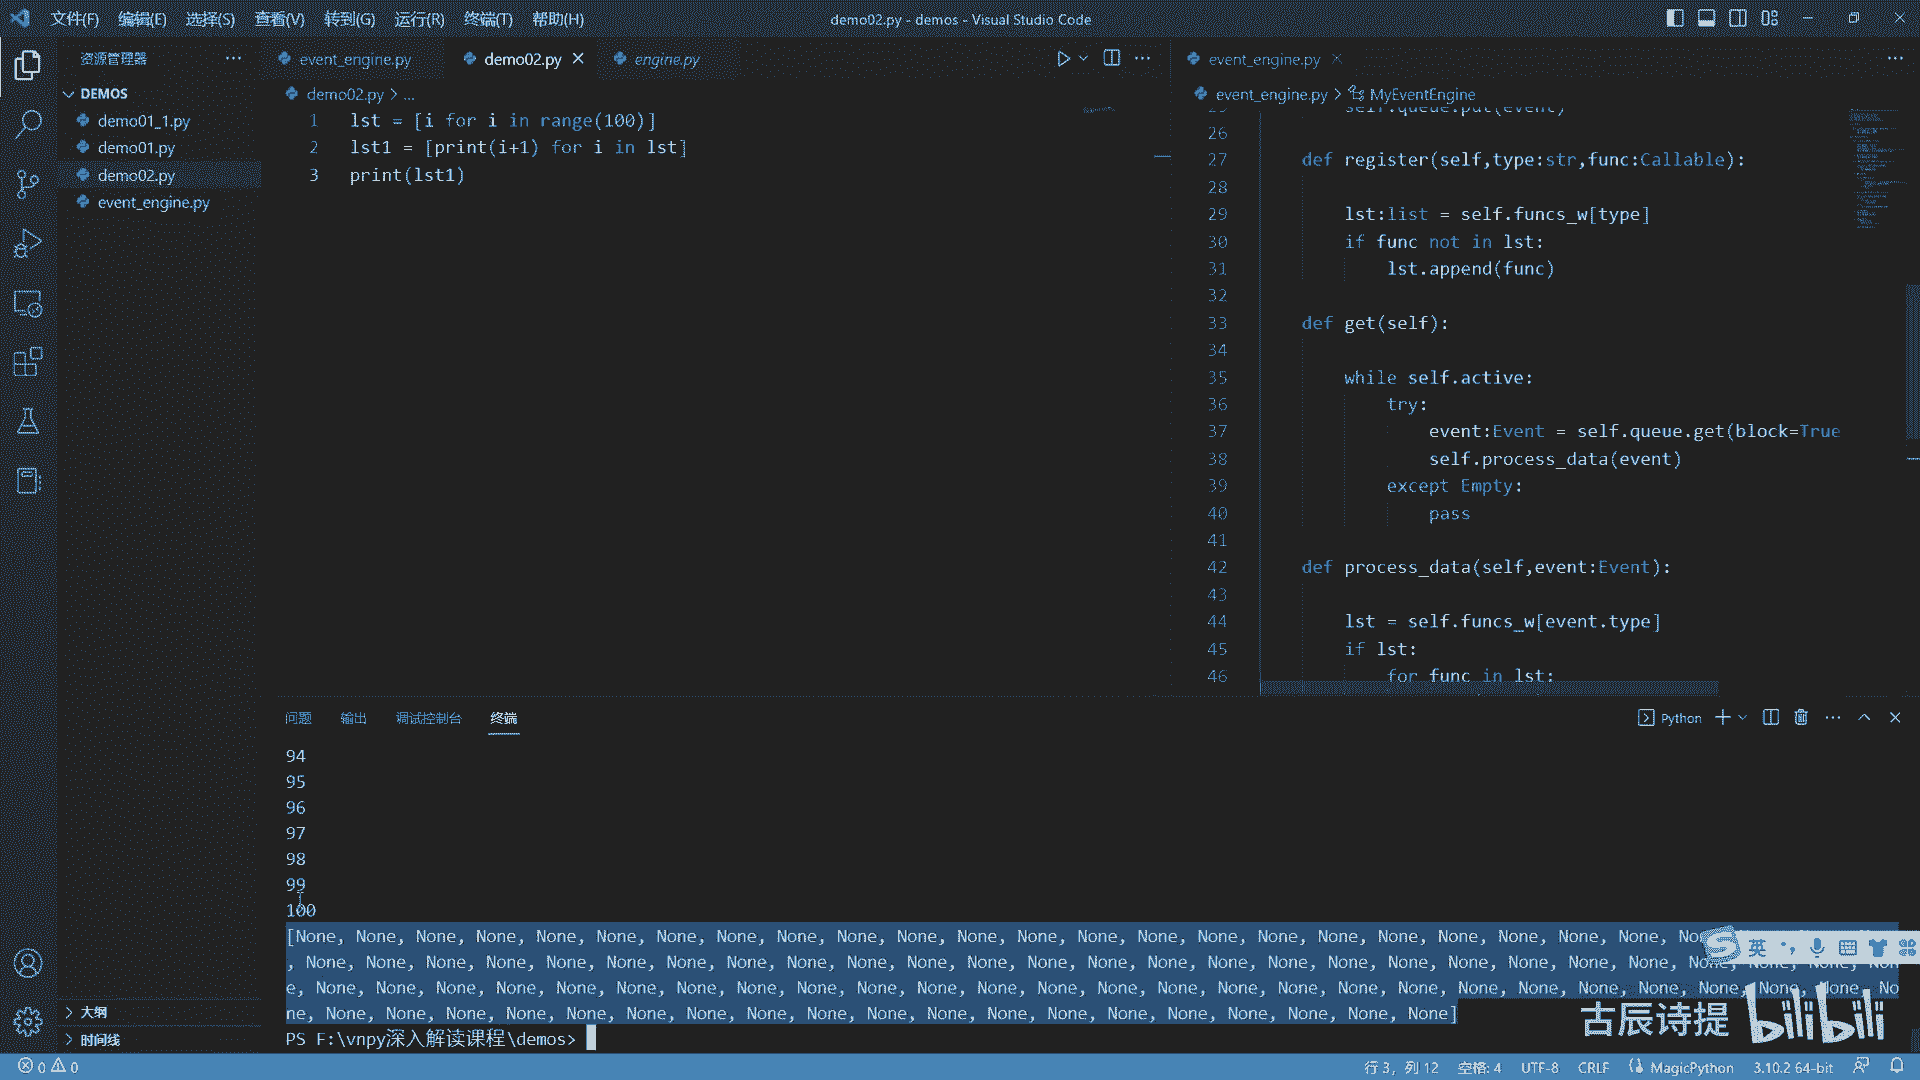 文件(F) 编辑(E) 选择(S) 查看(V) 转到(G) 运行(R) 终端(T) 帮助(H)
demo02.py - demos - Visual Studio Code
资源管理器
DEMOS
demo01_1.py
demo01.py
demo02.py
event_engine.py
大纲
时间线
event_engine.py demo02.py engine.py
demo02.py > ...
1 lst = [i for i in range(100)]
2 lst1 = [print(i+1) for i in lst]
3 print(lst1)
event_engine.py
event_engine.py > MyEventEngine
25 self.queue.put(event)
26
27 def register(self,type:str,func:Callable):
28
29 lst:list = self.funcs_w[type]
30 if func not in lst:
31 lst.append(func)
32
33 def get(self):
34
35 while self.active:
36 try:
37 event:Event = self.queue.get(block=True
38 self.process_data(event)
39 except Empty:
40 pass
41
42 def process_data(self,event:Event):
43
44 lst = self.funcs_w[event.type]
45 if lst:
46 for func in lst:
问题 输出 调试控制台 终端
Python
94
95
96
97
98
99
100
[None, None, None, None, None, None, None, None, None, None, None, None, None, None, None, None, None, None, None, None, None, None, None, No
, None, None, None, None, None, None, None, None, None, None, None, None, None, None, None, None, None, None, None, None, None, None, None, None, None, Non
e, None, None, None, None, None, None, None, None, None, None, None, None, None, None, None, None, None, None, None, None, None, None, None, None, None, No
ne, None, None, None, None, None, None, None, None, None, None, None, None, None, None, None, None, None, None, None]
PS F:\vnpy深入解读课程\demos>
英
古辰诗提 bilibili
0 0
行 3，列 12 空格: 4 UTF-8 CRLF MagicPython 3.10.2 64-bit